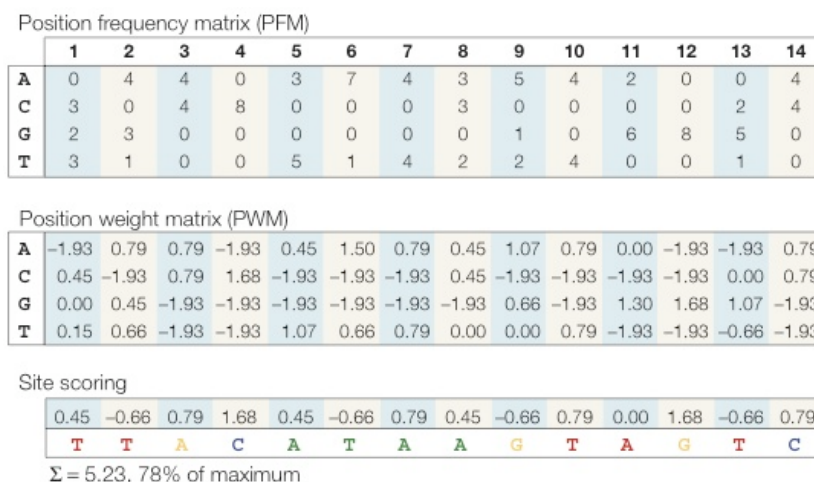 Position frequency matrix (PFM)
1 2 3 4 5 6 7 8 9 10 11 12 13 14
A 0 4 4 0 3 7 4 3 5 4 2 0 0 4
C 3 0 4 8 0 0 0 3 0 0 0 0 2 4
G 2 3 0 0 0 0 0 0 1 0 6 8 5 0
T 3 1 0 0 5 1 4 2 2 4 0 0 1 0
Position weight matrix (PWM)
A −1.93 0.79 0.79 −1.93 0.45 1.50 0.79 0.45 1.07 0.79 0.00 −1.93 −1.93 0.79
C 0.45 −1.93 0.79 1.68 −1.93 −1.93 −1.93 0.45 −1.93 −1.93 −1.93 −1.93 0.00 0.79
G 0.00 0.45 −1.93 −1.93 −1.93 −1.93 −1.93 −1.93 0.66 −1.93 1.30 1.68 1.07 −1.93
T 0.15 0.66 −1.93 −1.93 1.07 0.66 0.79 0.00 0.00 0.79 −1.93 −1.93 −0.66 −1.93
Site scoring
0.45 −0.66 0.79 1.68 0.45 −0.66 0.79 0.45 −0.66 0.79 0.00 1.68 −0.66 0.79
T T A C A T A A G T A G T C
Σ = 5.23, 78% of maximum